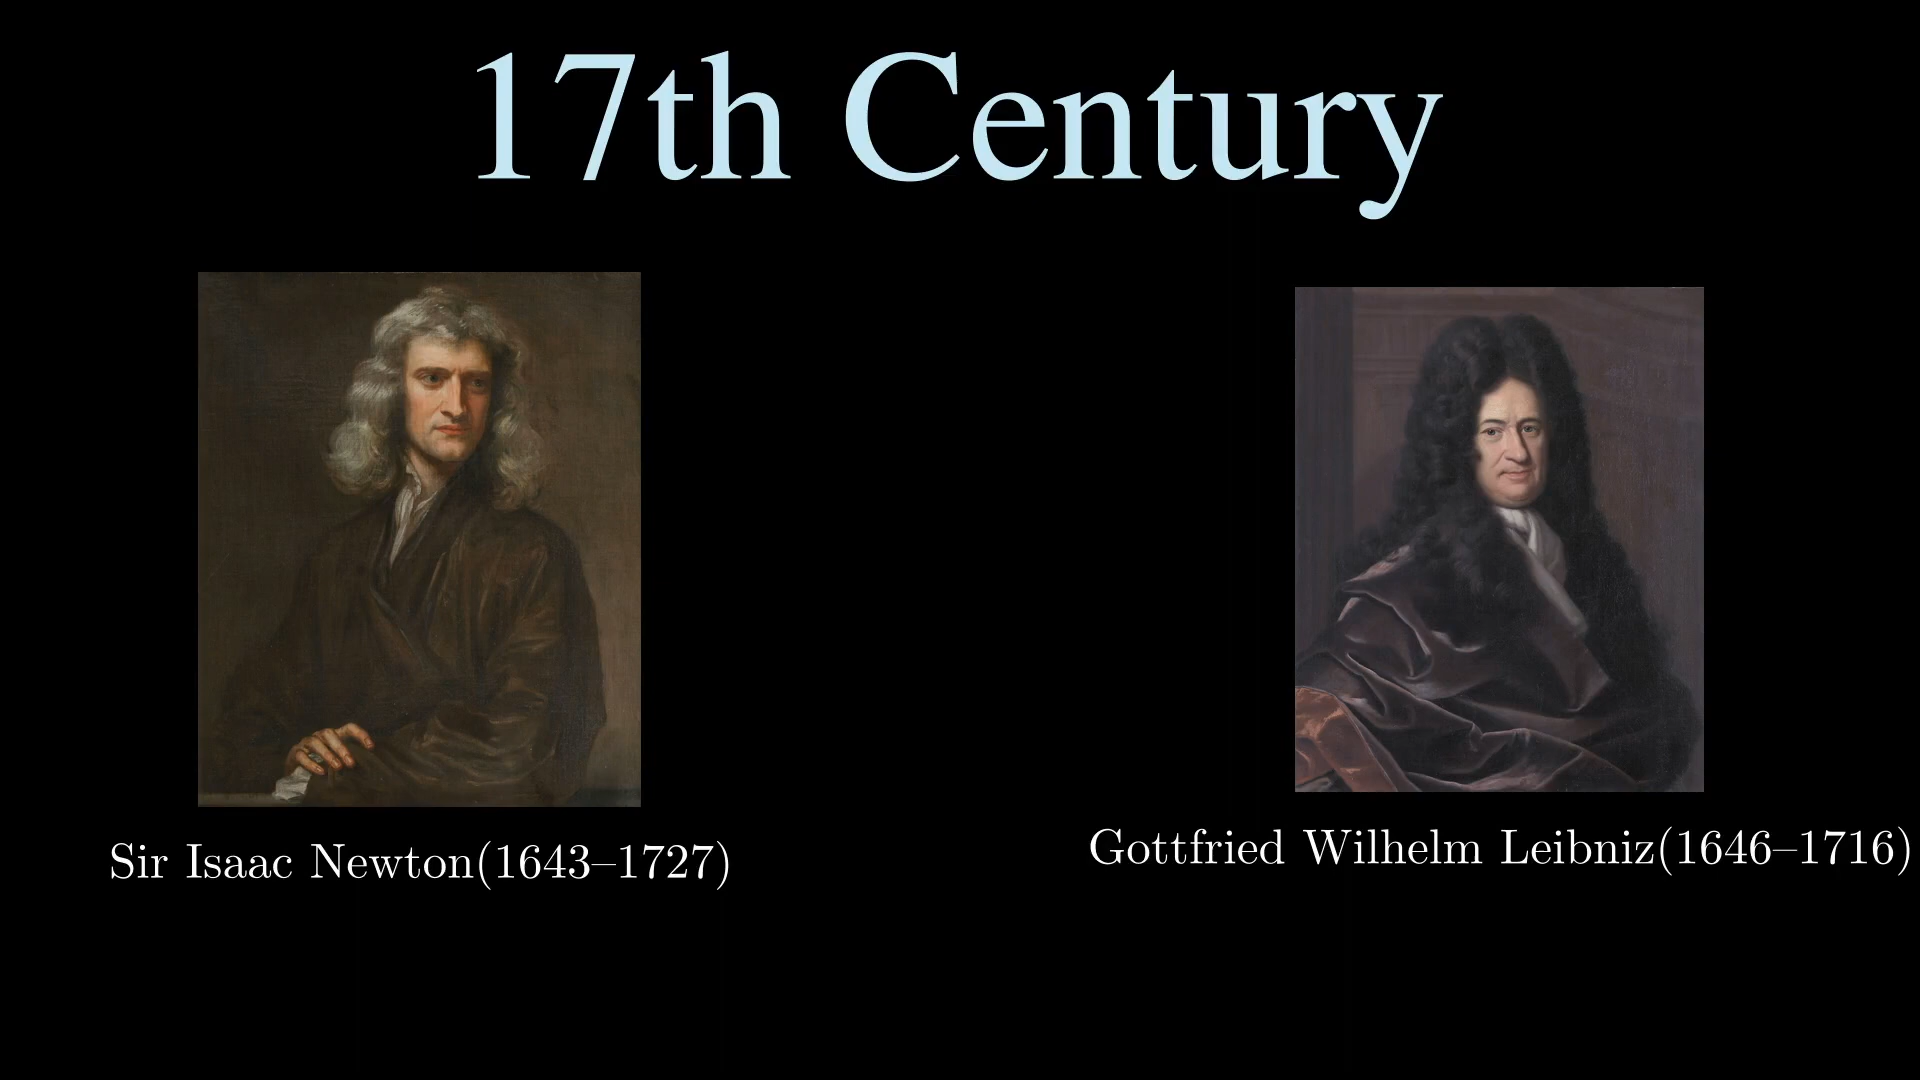 17th Century
Sir Isaac Newton(1643–1727)
Gottfried Wilhelm Leibniz(1646–1716)